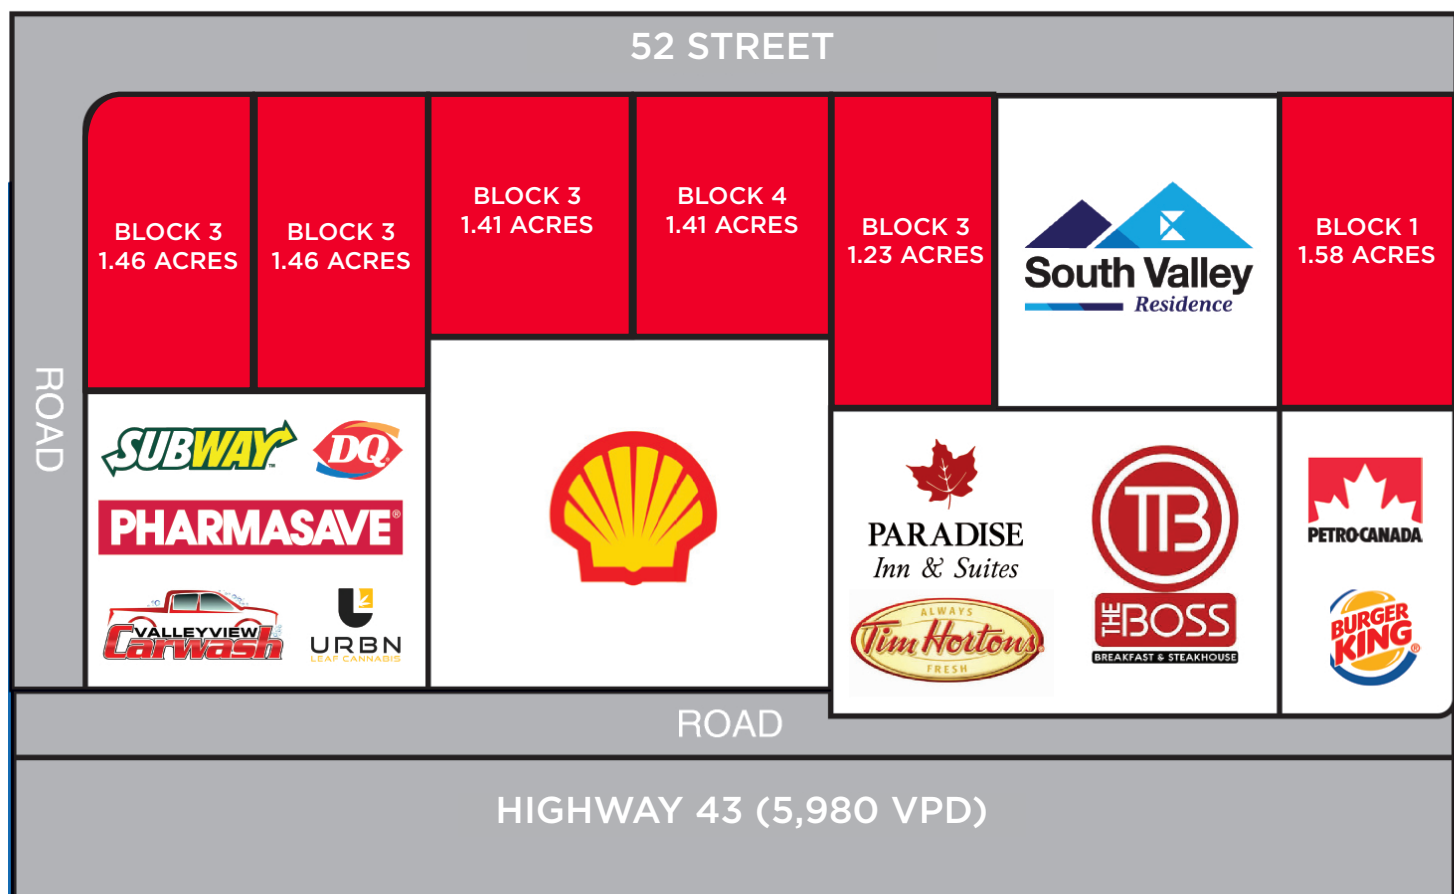 52 STREET
BLOCK 3
1.46 ACRES
BLOCK 3
1.46 ACRES
BLOCK 3
1.41 ACRES
BLOCK 4
1.41 ACRES
BLOCK 3
1.23 ACRES
South Valley
Residence
BLOCK 1
1.58 ACRES
ROAD
SUBWAY™
DQ®
PHARMASAVE®
VALLEYVIEW
Carwash
URBN
LEAF CANNABIS
PARADISE
Inn & Suites
ALWAYS
Tim Hortons®
FRESH
TB
THE BOSS
BREAKFAST & STEAKHOUSE
PETRO-CANADA
BURGER
KING®
ROAD
HIGHWAY 43 (5,980 VPD)